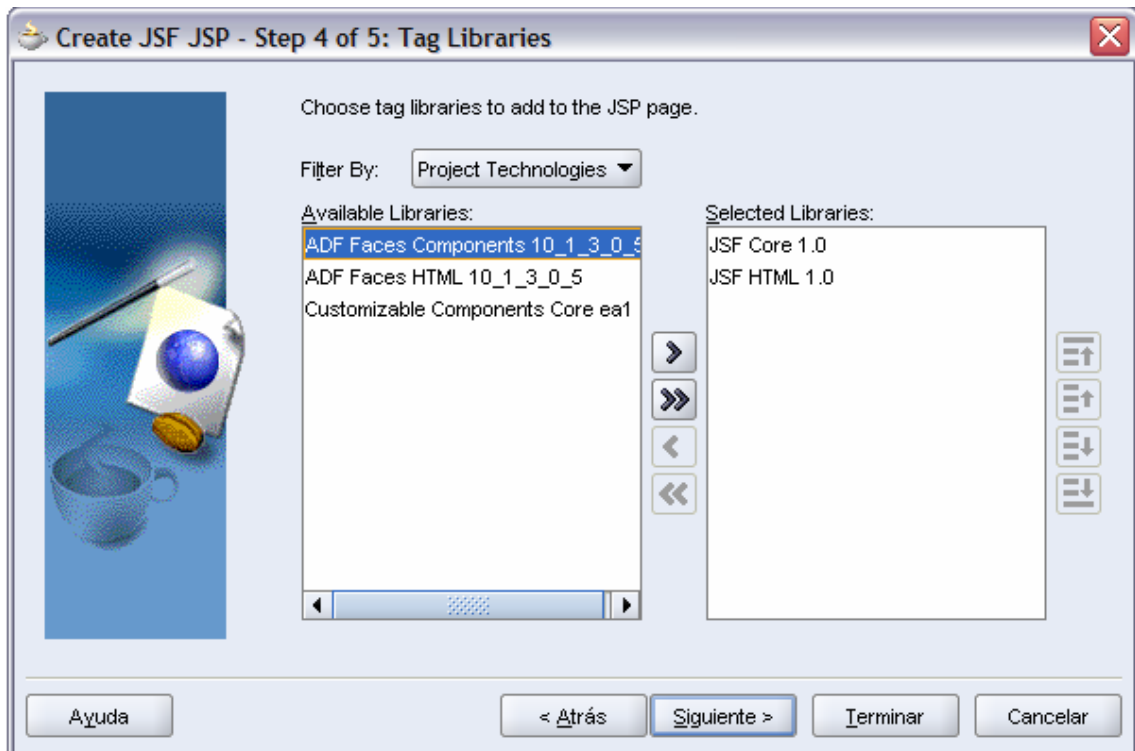 Create JSF JSP - Step 4 of 5: Tag Libraries
Choose tag libraries to add to the JSP page.
Filter By: Project Technologies
Available Libraries:
ADF Faces Components 10_1_3_0_5
ADF Faces HTML 10_1_3_0_5
Customizable Components Core ea1
Selected Libraries:
JSF Core 1.0
JSF HTML 1.0
Ayuda
< Atrás
Siguiente >
Terminar
Cancelar